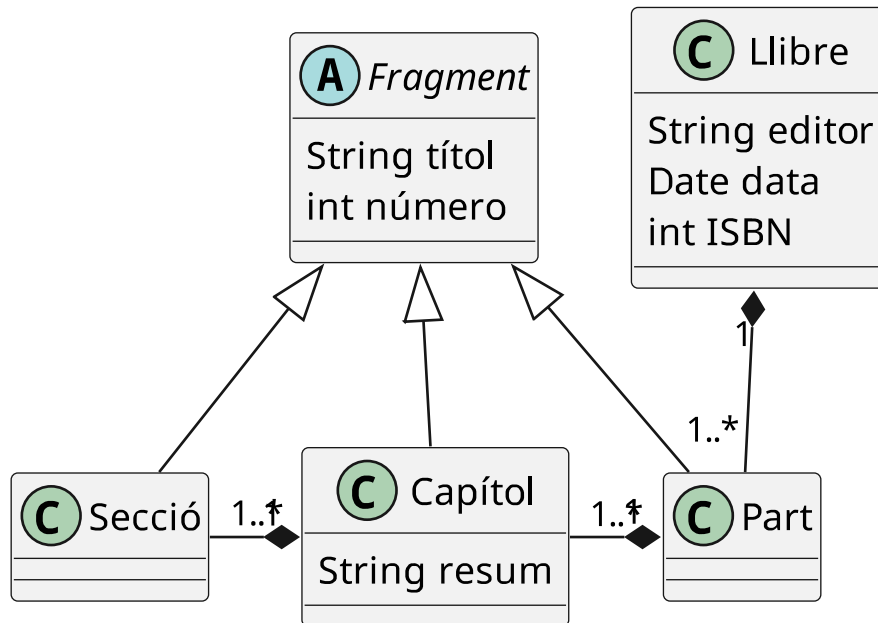 A Fragment
String títol
int número
C Llibre
String editor
Date data
int ISBN
1
1..*
C Secció
1..*
1
C Capítol
String resum
1..*
1
C Part